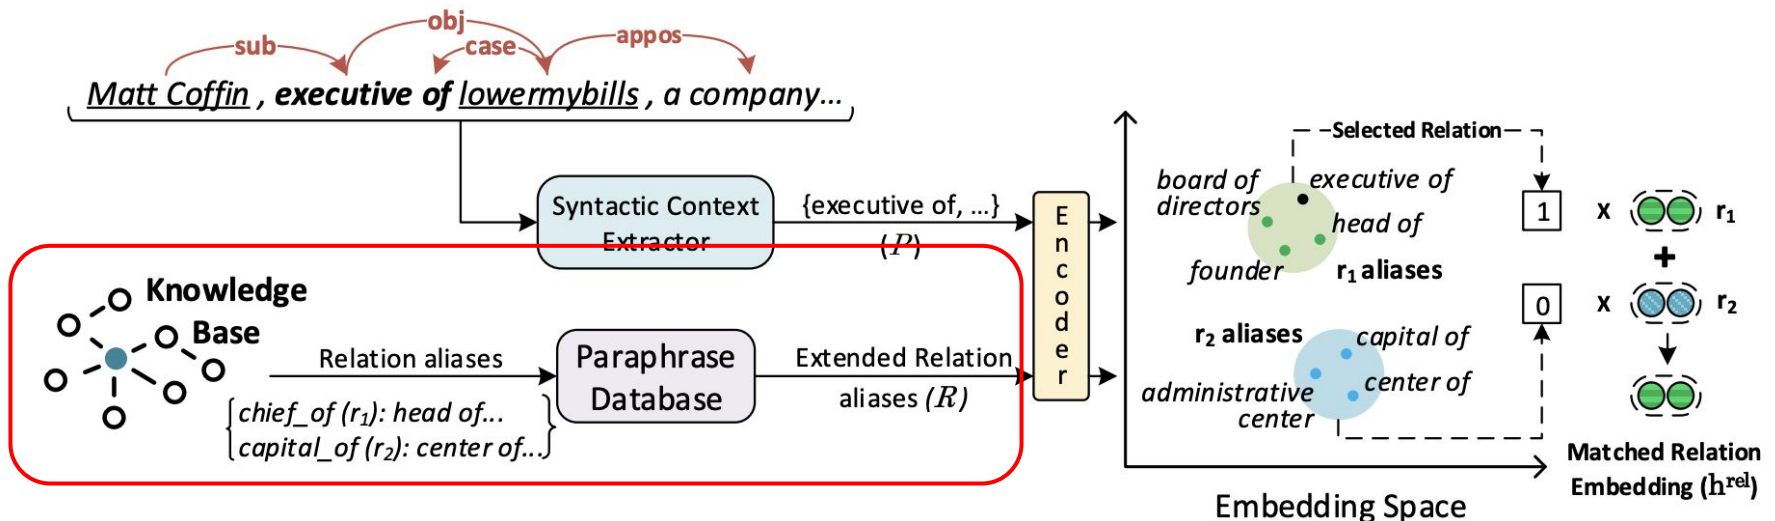 sub
obj
case
appos
Matt Coffin , executive of lowermybills , a company...
Syntactic Context
Extractor
{executive of, ...}
(P)
Knowledge
Base
Relation aliases
{chief_of (r1): head of...
capital_of (r2): center of...}
Paraphrase
Database
Extended Relation
aliases (R)
Encoder
Selected Relation
board of
directors
executive of
head of
founder
r1 aliases
r2 aliases
capital of
center of
administrative
center
Embedding Space
1 x r1
+
0 x r2
Matched Relation
Embedding (h^rel)